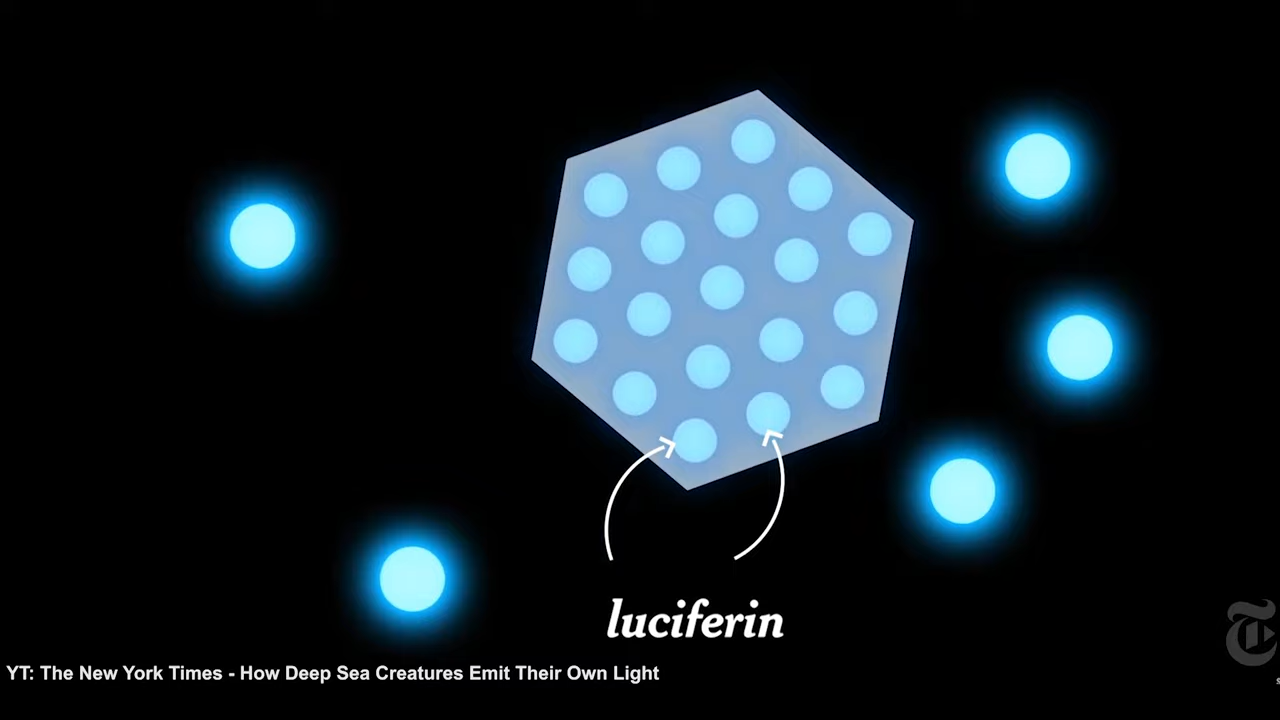 luciferin
YT: The New York Times - How Deep Sea Creatures Emit Their Own Light